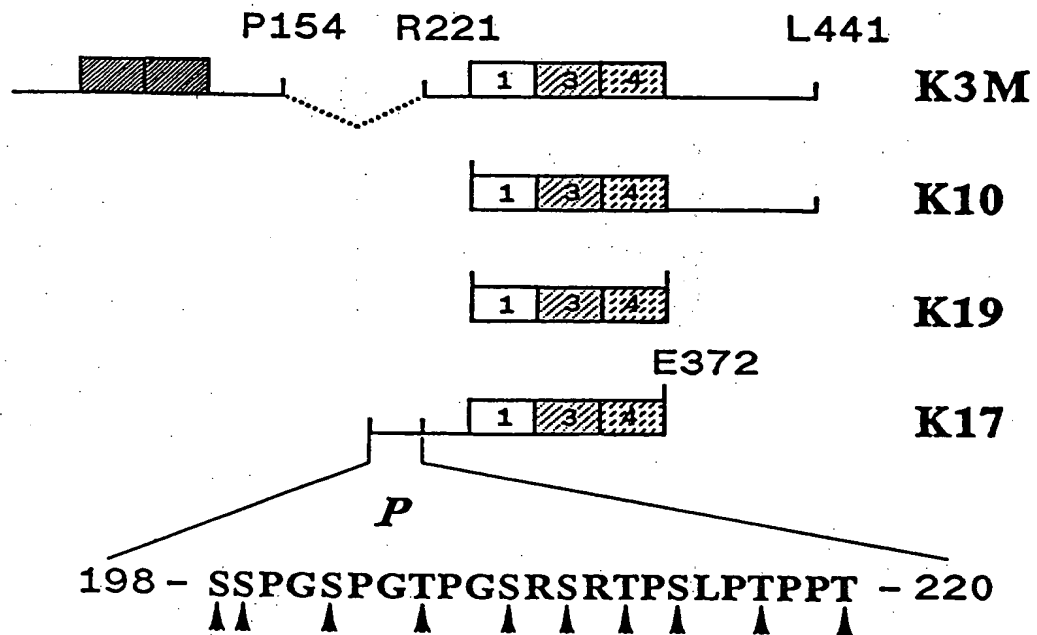 P154 R221 L441
1 3 4 K3M
1 3 4 K10
1 3 4 K19
E372
1 3 4 K17
P
198 - SSPGSPGTPGSRSRTPSLPTPPT - 220